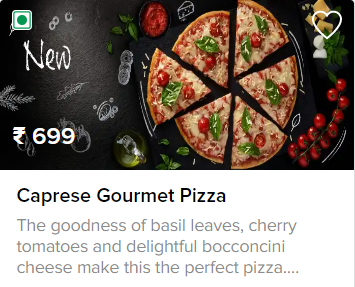 New
₹ 699
Caprese Gourmet Pizza
The goodness of basil leaves, cherry
tomatoes and delightful bocconcini
cheese make this the perfect pizza....